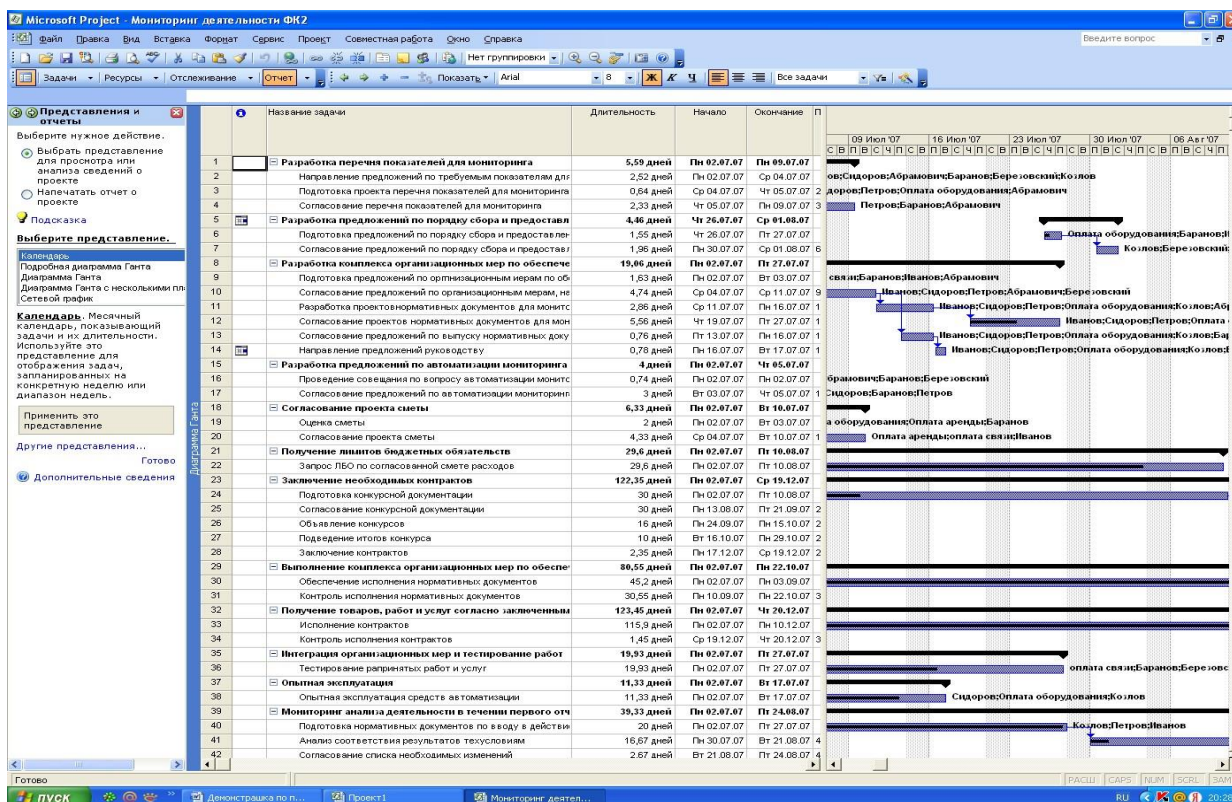 Microsoft Project - Мониторинг деятельности ФК2
Файл Правка Вид Вставка Формат Сервис Проект Совместная работа Окно Справка Введите вопрос
Нет группировки
Задачи Ресурсы Отслеживание Отчет Показать Arial 8 Ж К Ч Все задачи
Представления и отчеты
Выберите нужное действие.
Выбрать представление
для просмотра или
анализа сведений о
проекте
Напечатать отчет о
проекте
Подсказка
Выберите представление.
Календарь
Подробная диаграмма Ганта
Диаграмма Ганта
Диаграмма Ганта с несколькими
Сетевой график
Календарь. Месячный
календарь, показывающий
задачи и их длительности.
Используйте это
представление для
отображения задач,
запланированных на
конкретную неделю или
диапазон недель.
Применить это
представление
Другие представления...
Готово
Дополнительные сведения
Диаграмма Ганта
Название задачи Длительность Начало Окончание П
09 Июл '07 16 Июл '07 23 Июл '07 30 Июл '07 06 Авг '07
1 Разработка перечня показателей для мониторинга 5,59 дней Пн 02.07.07 Пн 09.07.07
2 Направление предложений по требуемым показателям для 2,52 дней Пн 02.07.07 Ср 04.07.07 ов;Сидоров;Абрамович;Баранов;Березовский;Козлов
3 Подготовка проекта перечня показателей для мониторинга 0,64 дней Ср 04.07.07 Чт 05.07.07 2 доров;Петров;Оплата оборудования;Абрамович
4 Согласование перечня показателей для мониторинга 2,33 дней Чт 05.07.07 Пн 09.07.07 3 Петров;Баранов;Абрамович
5 Разработка предложений по порядку сбора и предоставл 4,46 дней Чт 26.07.07 Ср 01.08.07
6 Подготовка предложений по порядку сбора и предоставлен 1,55 дней Чт 26.07.07 Пт 27.07.07 Оплата оборудования;Баранов;И
7 Согласование предложений по порядку сбора и предоставл 1,96 дней Пн 30.07.07 Ср 01.08.07 6 Козлов;Березовский;
8 Разработка комплекса организационных мер по обеспече 19,06 дней Пн 02.07.07 Пт 27.07.07
9 Подготовка предложений по оргпнизационным мерам по об 1,63 дней Пн 02.07.07 Вт 03.07.07 связи;Баранов;Иванов;Абрамович
10 Согласование предложений по организационным мерам, на 4,74 дней Ср 04.07.07 Ср 11.07.07 9 Иванов;Сидоров;Петров;Абрамович;Березовский
11 Разработка проектовнормативных документов для монитс 2,86 дней Ср 11.07.07 Пн 16.07.07 1 Иванов;Сидоров;Петров;Оплата оборудования;Козлов;Аб
12 Согласование проектов нормативных документов для мон 5,56 дней Чт 19.07.07 Пт 27.07.07 1 Иванов;Сидоров;Петров;Оплата
13 Согласование предложений по выпуску нормативных доку 0,76 дней Пт 13.07.07 Пн 16.07.07 1 Иванов;Сидоров;Петров;Оплата оборудования;Козлов;Бар
14 Направление предложений руководству 0,78 дней Пн 16.07.07 Вт 17.07.07 1 Иванов;Сидоров;Петров;Оплата оборудования;Козлов;
15 Разработка предложений по автоматизации мониторинга 4 дней Пн 02.07.07 Чт 05.07.07
16 Проведение совещания по вопросу автоматизации монитс 0,74 дней Пн 02.07.07 Пн 02.07.07 брамович;Баранов;Березовский
17 Согласование предложений по автоматизации мониторинг 3 дней Вт 03.07.07 Чт 05.07.07 1 Сидоров;Баранов;Петров
18 Согласование проекта сметы 6,33 дней Пн 02.07.07 Вт 10.07.07
19 Оценка сметы 2 дней Пн 02.07.07 Вт 03.07.07 а оборудования;Оплата аренды;Баранов
20 Согласование проекта сметы 4,33 дней Ср 04.07.07 Вт 10.07.07 1 Оплата аренды;оплата связи;Иванов
21 Получение лимитов бюджетных обязательств 29,6 дней Пн 02.07.07 Пт 10.08.07
22 Запрос ЛБО по согласованной смете расходов 29,6 дней Пн 02.07.07 Пт 10.08.07
23 Заключение необходимых контрактов 122,35 дней Пн 02.07.07 Ср 19.12.07
24 Подготовка конкурсной документации 30 дней Пн 02.07.07 Пт 10.08.07
25 Согласование конкурсной документации 30 дней Пн 13.08.07 Пт 21.09.07 2
26 Объявление конкурсов 16 дней Пн 24.09.07 Пн 15.10.07 2
27 Подведение итогов конкурса 10 дней Вт 16.10.07 Пн 29.10.07 2
28 Заключение контрактов 2,35 дней Пн 17.12.07 Ср 19.12.07 2
29 Выполнение комплекса организационных мер по обеспе 80,55 дней Пн 02.07.07 Пн 22.10.07
30 Обеспечение исполнения нормативных документов 45,2 дней Пн 02.07.07 Пн 03.09.07
31 Контроль исполнения нормативных документов 30,55 дней Пн 10.09.07 Пн 22.10.07 3
32 Получение товаров, работ и услуг согласно заключенным 123,45 дней Пн 02.07.07 Чт 20.12.07
33 Исполнение контрактов 115,9 дней Пн 02.07.07 Пн 10.12.07
34 Контроль исполнения контрактов 1,45 дней Ср 19.12.07 Чт 20.12.07 3
35 Интеграция организационных мер и тестирование работ 19,93 дней Пн 02.07.07 Пт 27.07.07
36 Тестирование рапринятых работ и услуг 19,93 дней Пн 02.07.07 Пт 27.07.07 оплата связи;Баранов;Березовс
37 Опытная эксплуатация 11,33 дней Пн 02.07.07 Вт 17.07.07
38 Опытная эксплуатация средств автоматизации 11,33 дней Пн 02.07.07 Вт 17.07.07 Сидоров;Оплата оборудования;Козлов
39 Мониторинг анализа деятельности в течении первого отч 39,33 дней Пн 02.07.07 Пт 24.08.07
40 Подготовка нормативных документов по вводу в действи 20 дней Пн 02.07.07 Пт 27.07.07 Козлов;Петров;Иванов
41 Анализ соответствия результатов техусловиям 16,67 дней Пн 30.07.07 Вт 21.08.07 4
42 Согласование списка необходимых изменений 2,67 дней Вт 21.08.07 Пт 24.08.07 4
Готово РАСШ CAPS NUM SCRL ЗАМ
пуск Демонстрашка по п... Проект1 Мониторинг деятел... RU 20:20